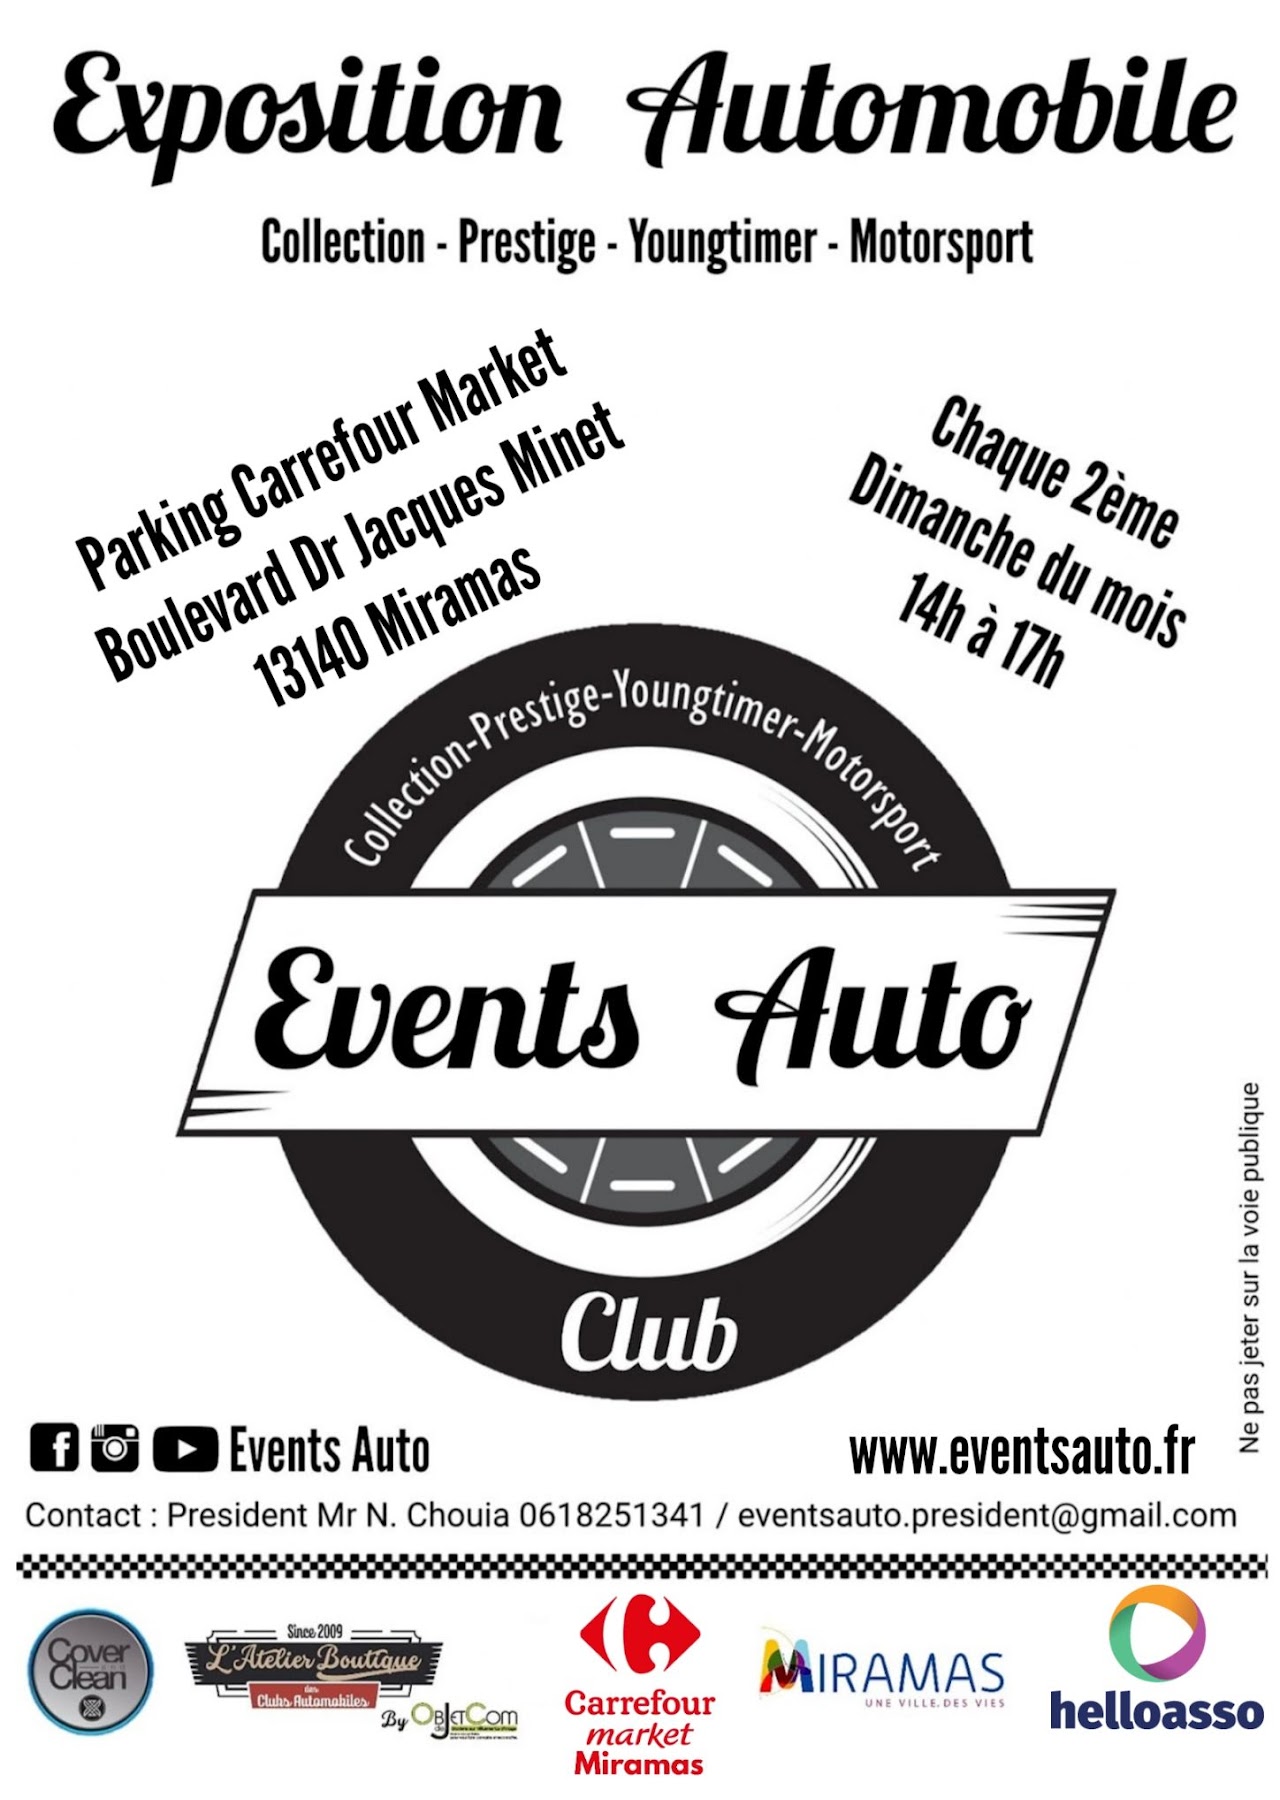 Exposition Automobile
Collection - Prestige - Youngtimer - Motorsport
Parking Carrefour Market
Boulevard Dr Jacques Minet
13140 Miramas
Chaque 2ème
Dimanche du mois
14h à 17h
Collection-Prestige-Youngtimer-Motorsport
Events Auto
Club
Ne pas jeter sur la voie publique
Events Auto
www.eventsauto.fr
Contact : President Mr N. Chouia 0618251341 / eventsauto.president@gmail.com
Cover
and
Clean
Since 2009
L'Atelier Boutique
des
Clubs Automobiles
By ObjetCom
Carrefour
market
Miramas
MIRAMAS
UNE VILLE.DES VIES
helloasso